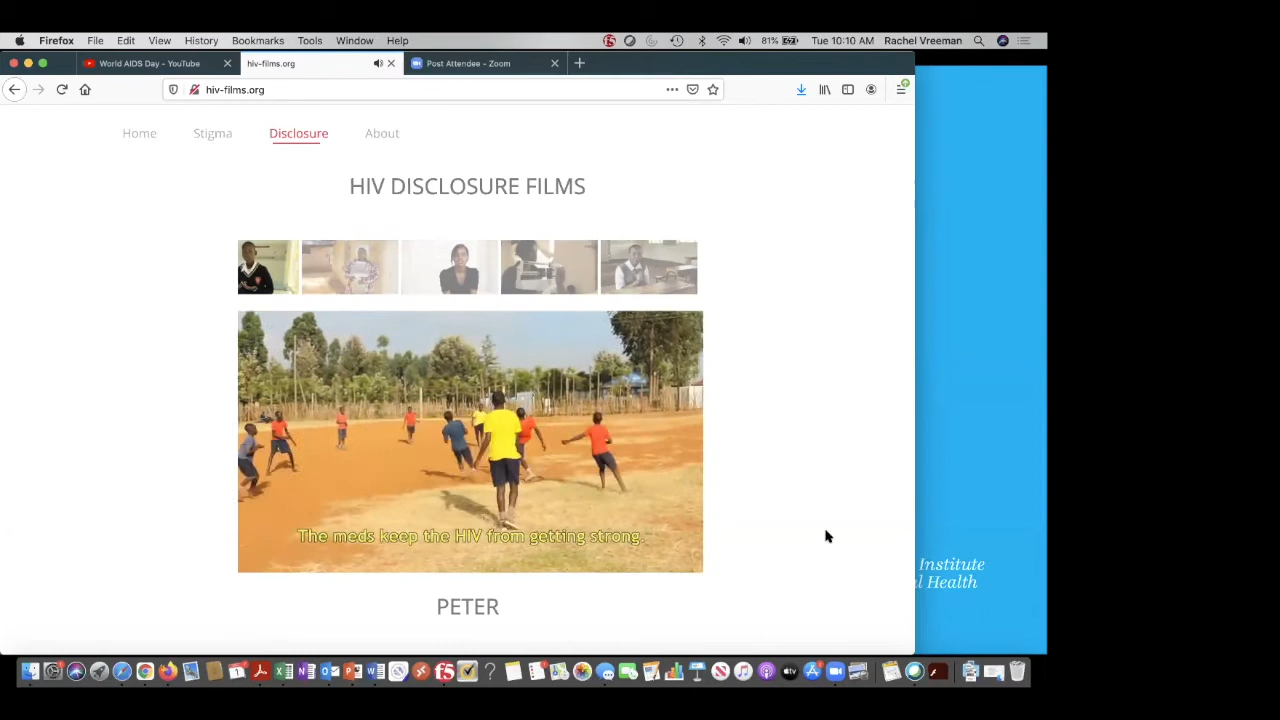 Firefox File Edit View History Bookmarks Tools Window Help 81% Tue 10:10 AM Rachel Vreeman
World AIDS Day - YouTube hiv-films.org Post Attendee - Zoom
hiv-films.org
Home Stigma Disclosure About
HIV DISCLOSURE FILMS
The meds keep the HIV from getting strong.
PETER
Institute
Health